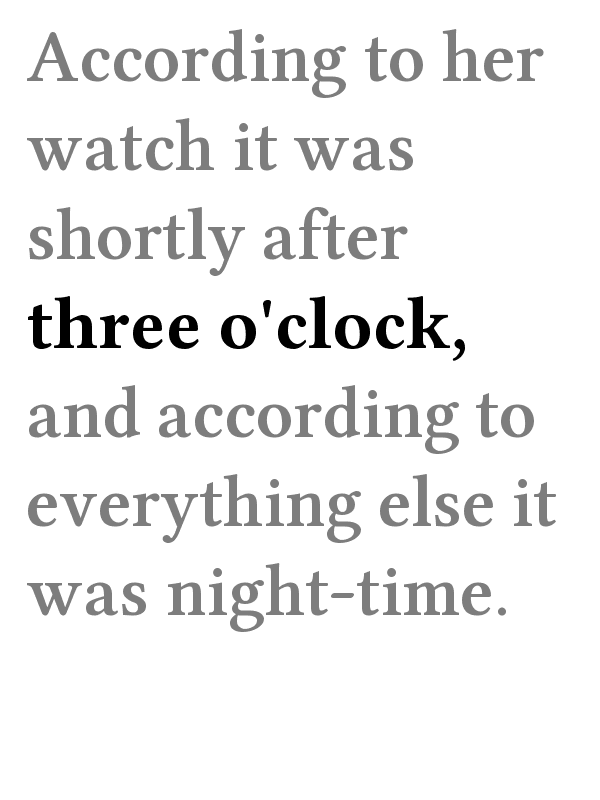 According to her
watch it was
shortly after
three o'clock,
and according to
everything else it
was night-time.